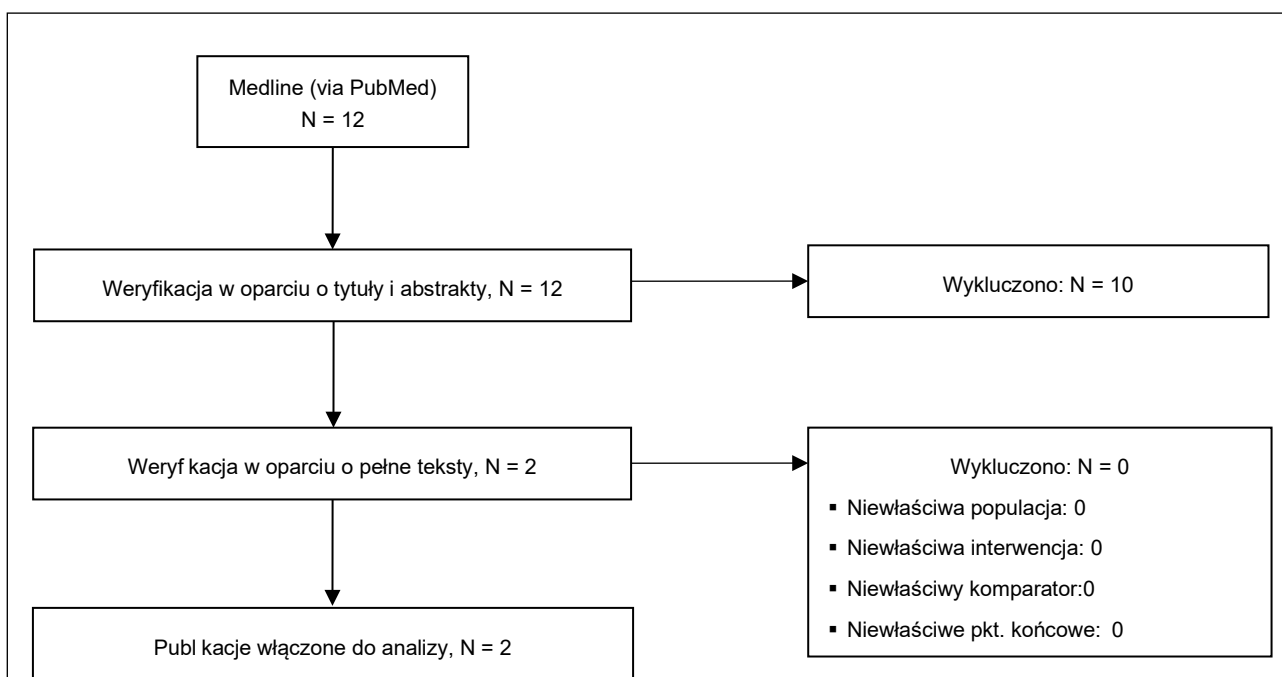 Medline (via PubMed)
N = 12
Weryfikacja w oparciu o tytuły i abstrakty, N = 12
Wykluczono: N = 10
Weryf kacja w oparciu o pełne teksty, N = 2
Wykluczono: N = 0
▪ Niewłaściwa populacja: 0
▪ Niewłaściwa interwencja: 0
▪ Niewłaściwy komparator:0
▪ Niewłaściwe pkt. końcowe: 0
Publ kacje włączone do analizy, N = 2